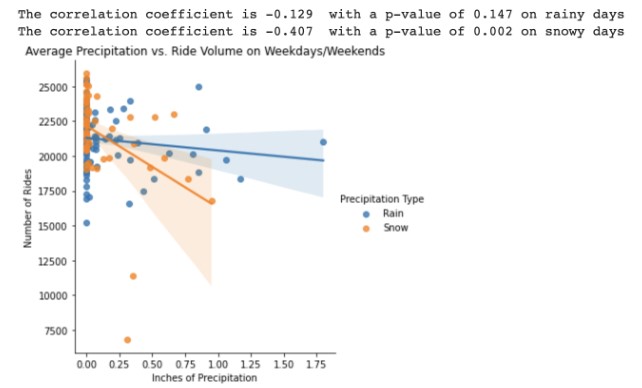 The correlation coefficient is -0.129 with a p-value of 0.147 on rainy days
The correlation coefficient is -0.407 with a p-value of 0.002 on snowy days
Average Precipitation vs. Ride Volume on Weekdays/Weekends
25000
22500
20000
17500
15000
12500
10000
7500
Number of Rides
0.00 0.25 0.50 0.75 1.00 1.25 1.50 1.75
Inches of Precipitation
Precipitation Type
Rain
Snow